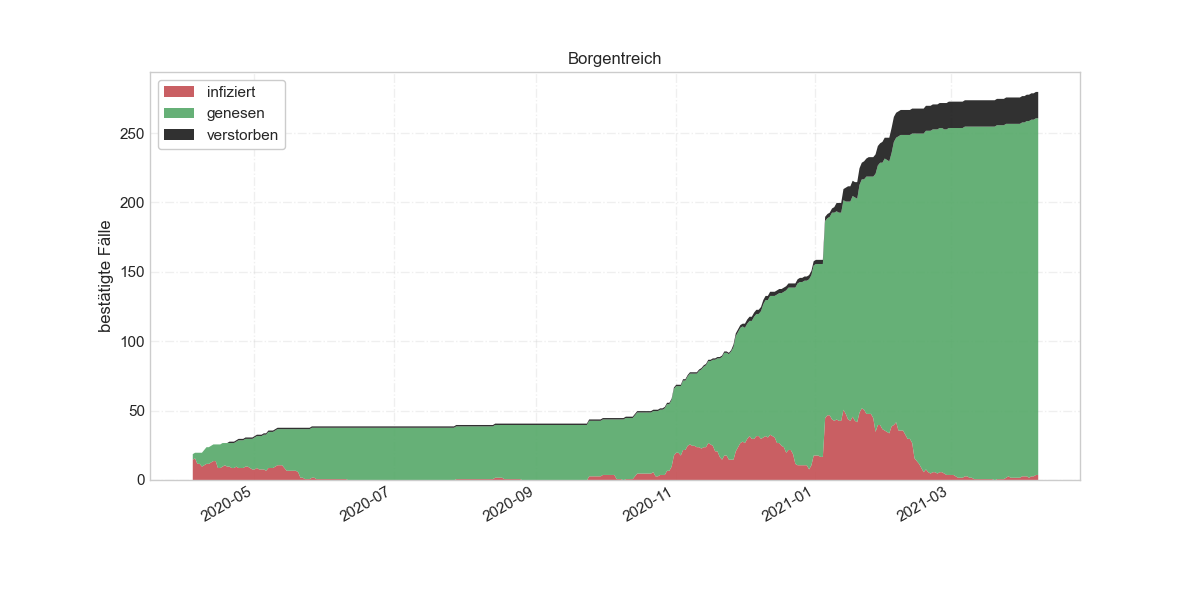 Borgentreich
infiziert
genesen
verstorben
bestätigte Fälle
250
200
150
100
50
0
2020-05
2020-07
2020-09
2020-11
2021-01
2021-03